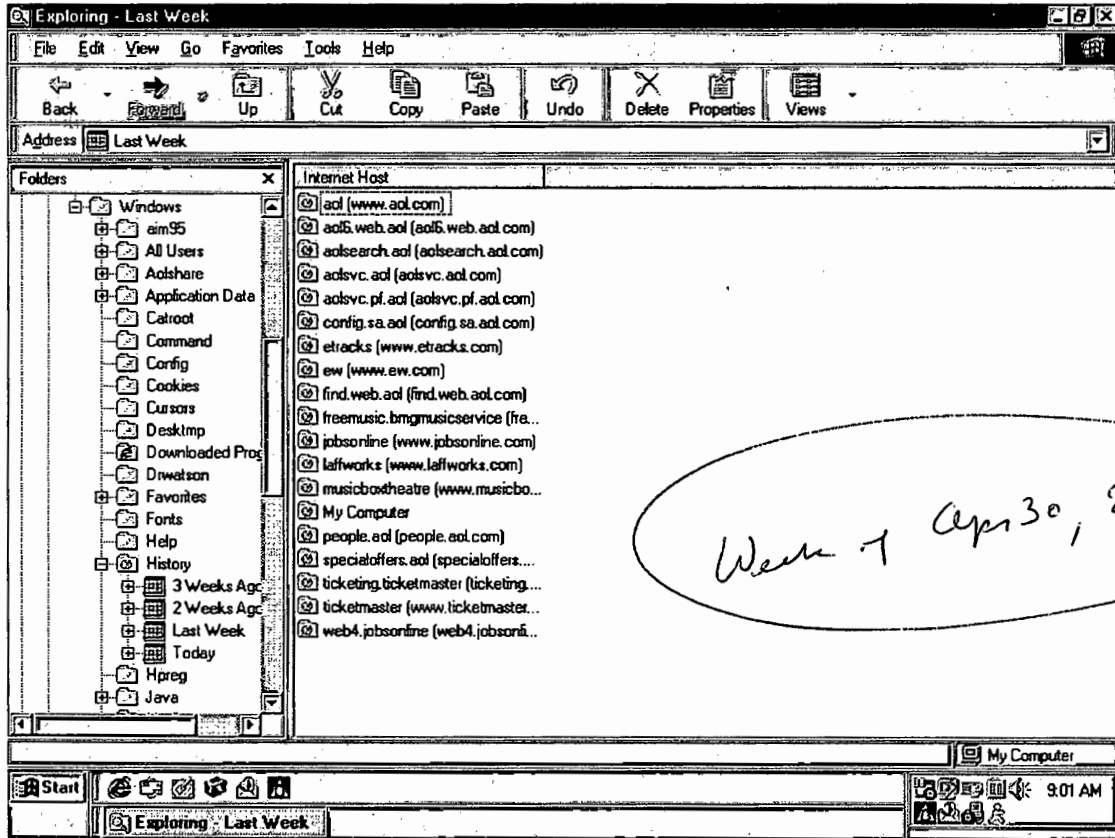 Exploring - Last Week
File Edit View Go Favorites Tools Help
Back Forward Up Cut Copy Paste Undo Delete Properties Views
Address Last Week
Folders
Windows
aim95
All Users
Aolshare
Application Data
Catroot
Command
Config
Cookies
Cursors
Desktmp
Downloaded Prog
Drwatson
Favorites
Fonts
Help
History
3 Weeks Agc
2 Weeks Agc
Last Week
Today
Hpreg
Java
Internet Host
aol (www.aol.com)
aol6.web.aol (aol6.web.aol.com)
aolsearch.aol (aolsearch.aol.com)
aolsvc.aol (aolsvc.aol.com)
aolsvc.pf.aol (aolsvc.pf.aol.com)
config.sa.aol (config.sa.aol.com)
etracks (www.etracks.com)
ew (www.ew.com)
find.web.aol (find.web.aol.com)
freemusic.bmgmusicservice (fre...
jobsonline (www.jobsonline.com)
laffworks (www.laffworks.com)
musicboxtheatre (www.musicbo...
My Computer
people.aol (people.aol.com)
specialoffers.aol (specialoffers....
ticketing.ticketmaster (ticketing....
ticketmaster (www.ticketmaster...
web4.jobsonline (web4.jobsonli...
Week of Apr 30, 2
My Computer
Start
9:01 AM
Exploring - Last Week